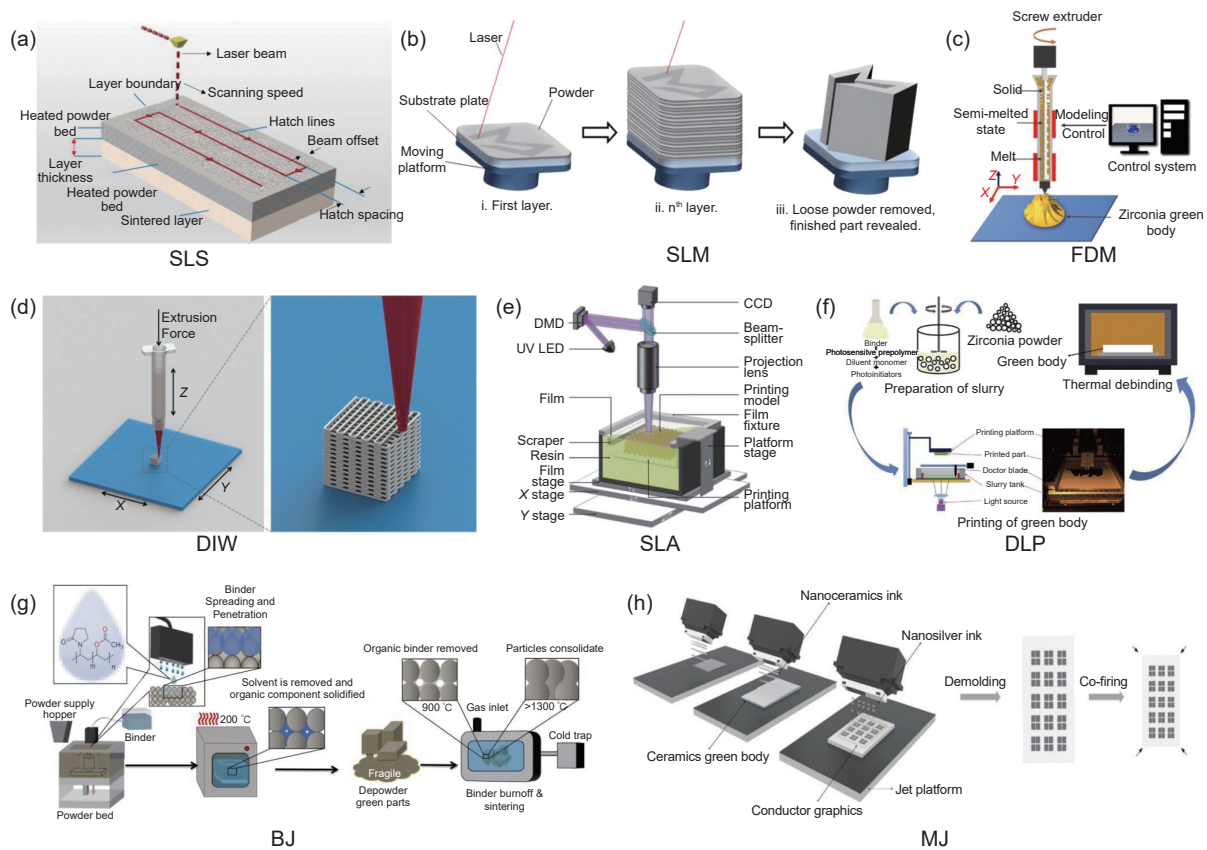 (a)
Laser beam
Layer boundary
Scanning speed
Heated powder
bed
Hatch lines
Beam offset
Layer
thickness
Heated powder
bed
Sintered layer
Hatch spacing
SLS
(b)
Laser
Substrate plate
Powder
Moving
platform
i. First layer.
ii. nth layer.
iii. Loose powder removed,
finished part revealed.
SLM
Screw extruder
(c)
Solid
Semi-melted
state
Modeling
Control
Melt
Control system
Z
Y
X
Zirconia green
body
FDM
(d)
Extrusion
Force
Z
X
Y
DIW
(e)
CCD
DMD
Beam-
splitter
UV LED
Projection
lens
Film
Printing
model
Film
fixture
Scraper
Resin
Platform
stage
Film
stage
X stage
Y stage
Printing
platform
SLA
(f)
Binder
Photosensitve prepolymer
Diluent monomer
Photoinitiators
Zirconia powder
Preparation of slurry
Green body
Thermal debinding
Printing platform
Printed part
Doctor blade
Slurry tank
Light source
Printing of green body
DLP
(g)
Binder
Spreading and
Penetration
O
N
O
O
CH3
m
n
Solvent is removed and
organic component solidified
Powder supply
hopper
Binder
200 °C
Powder bed
Organic binder removed
Particles consolidate
900 °C
Gas inlet
>1300 °C
Cold trap
Fragile
Depowder
green parts
Binder burnoff &
sintering
BJ
(h)
Nanoceramics ink
Nanosilver ink
Demolding
Co-firing
Ceramics green body
Conductor graphics
Jet platform
MJ